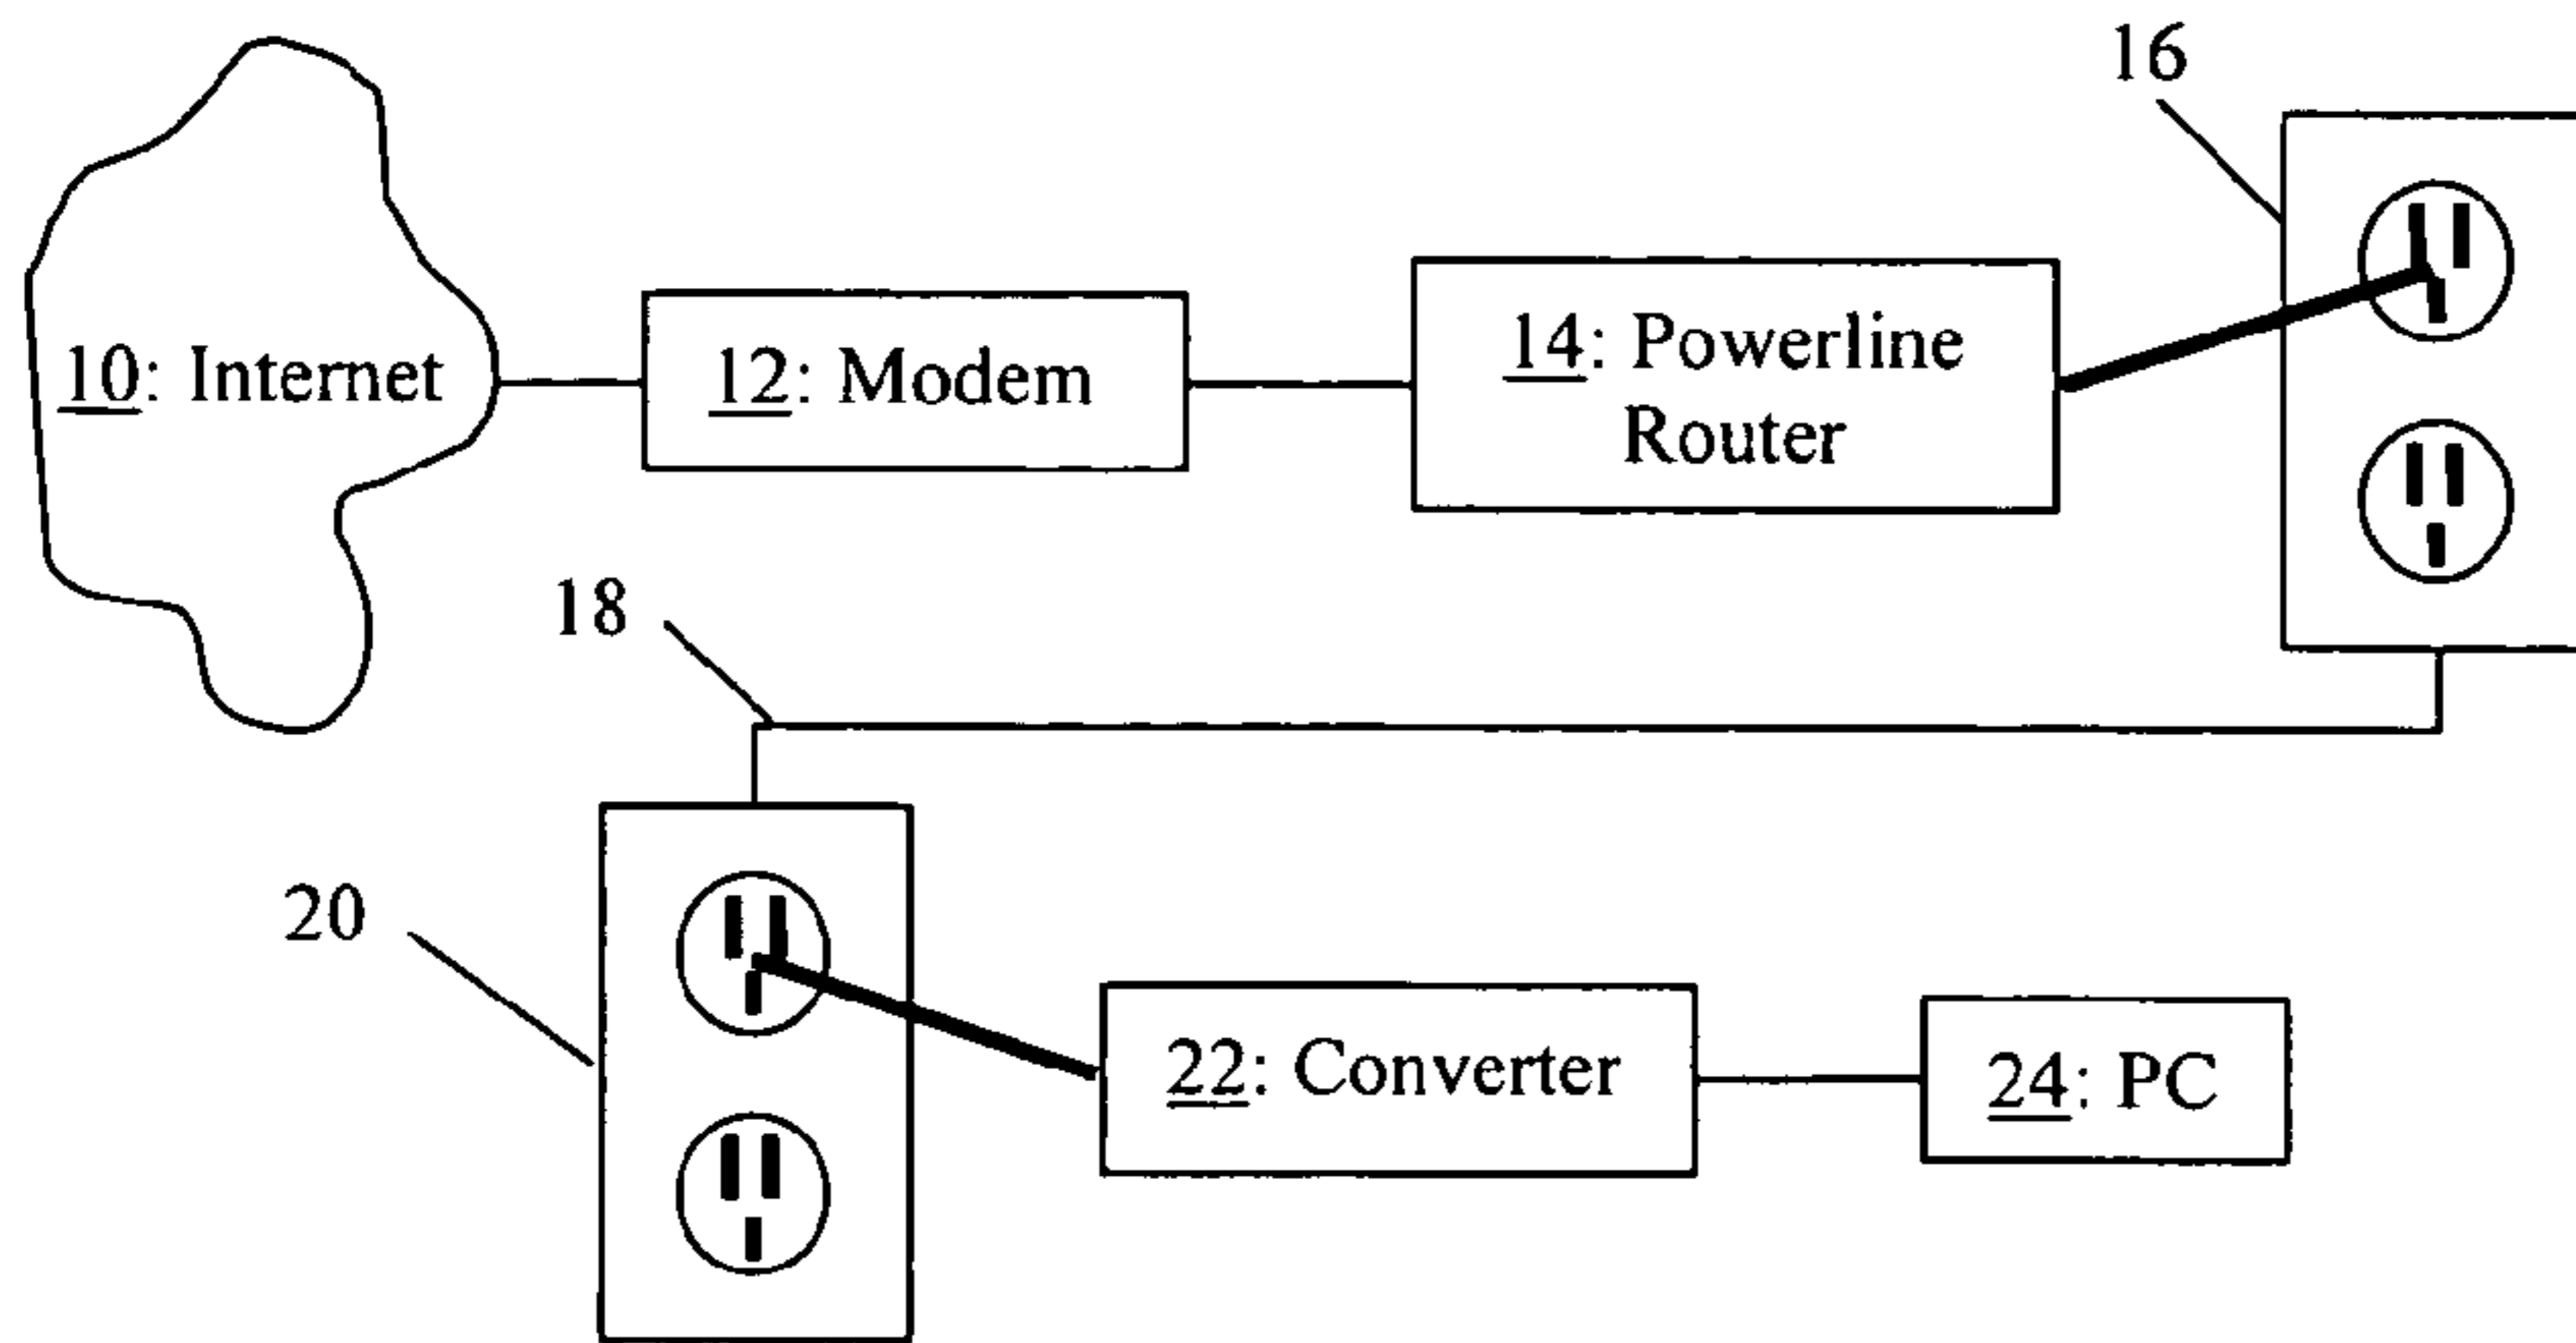 16
10: Internet
12: Modem
14: Powerline
Router
18
20
22: Converter
24: PC